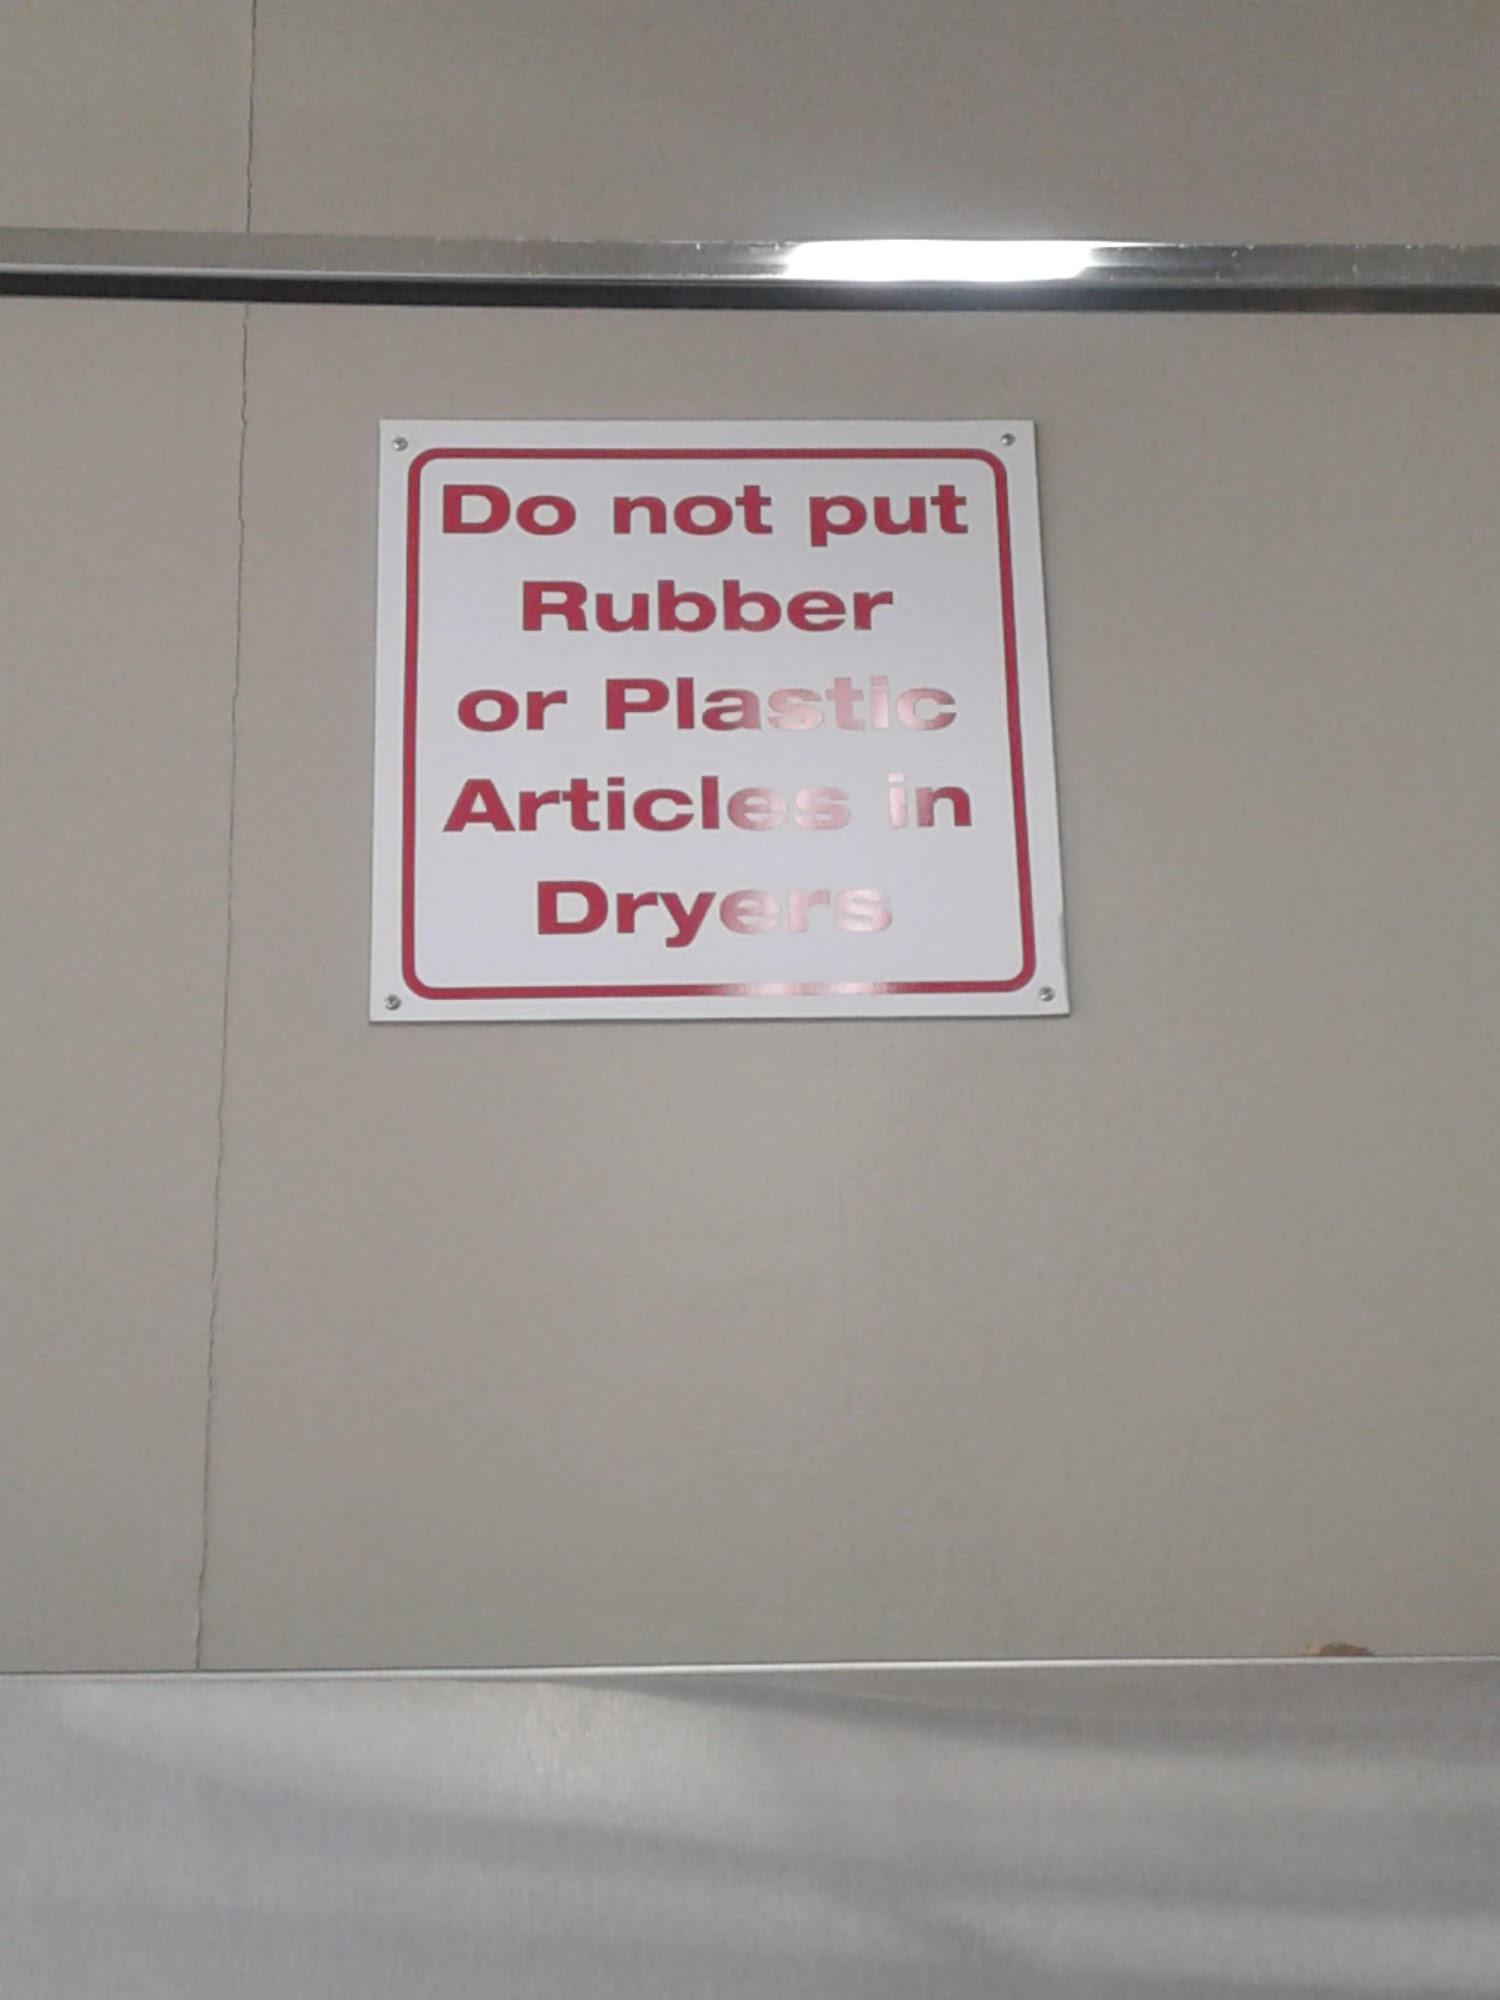 Do not put
Rubber
or Plastic
Articles in
Dryers